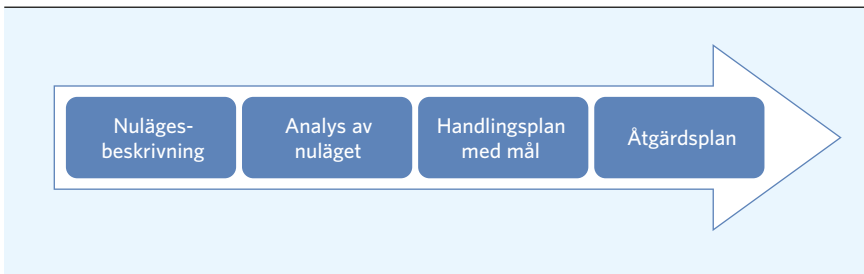 Nuläges-
beskrivning
Analys av
nuläget
Handlingsplan
med mål
Åtgärdsplan